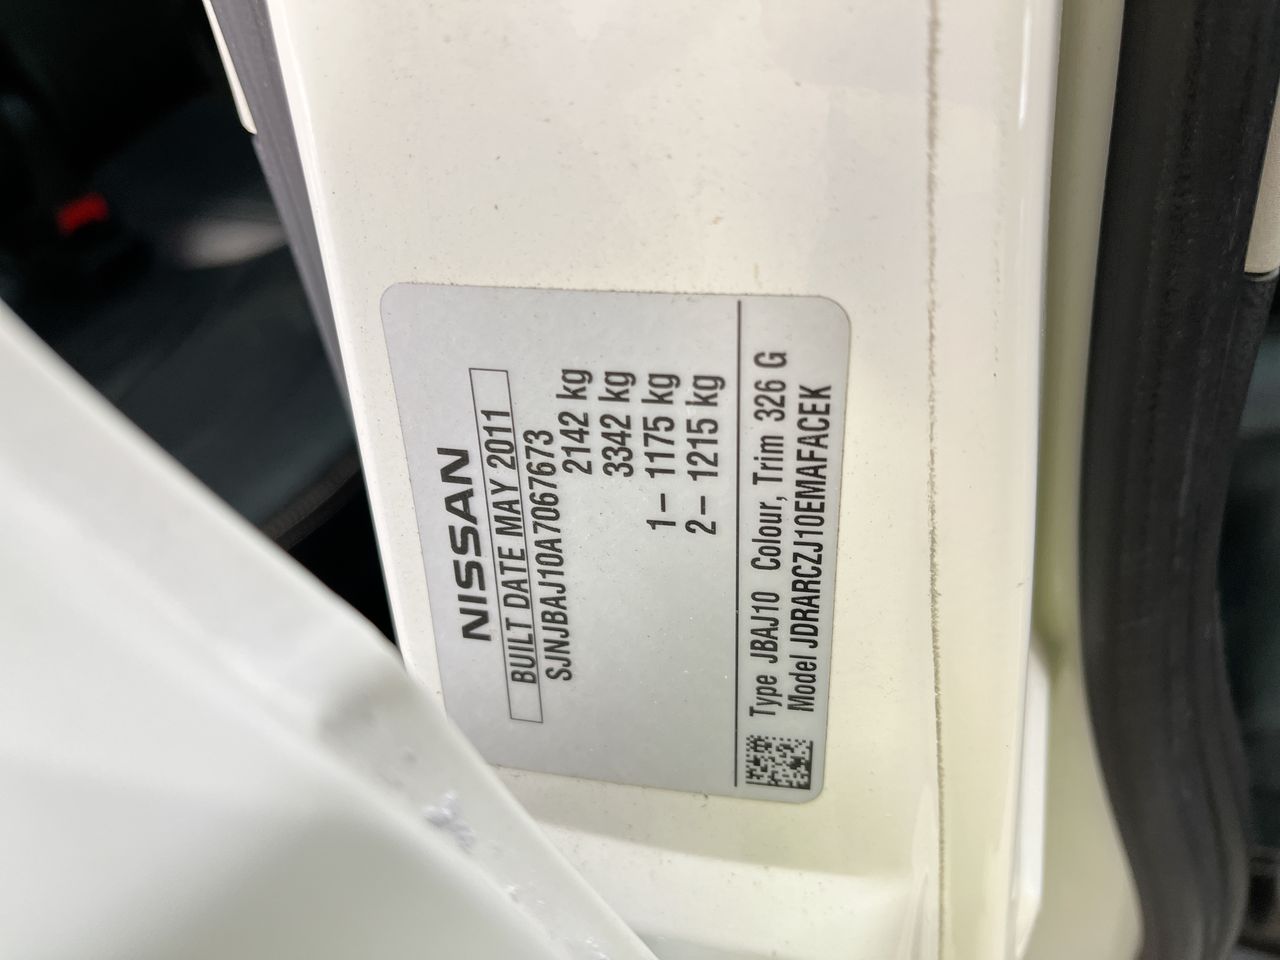 NISSAN
BUILT DATE MAY 2011
SJNJBAJ10A7067673
2142 kg
3342 kg
1– 1175 kg
2– 1215 kg
Type JBAJ10 Colour, Trim 326 G
Model JDRARCZJ10EMAFACEK